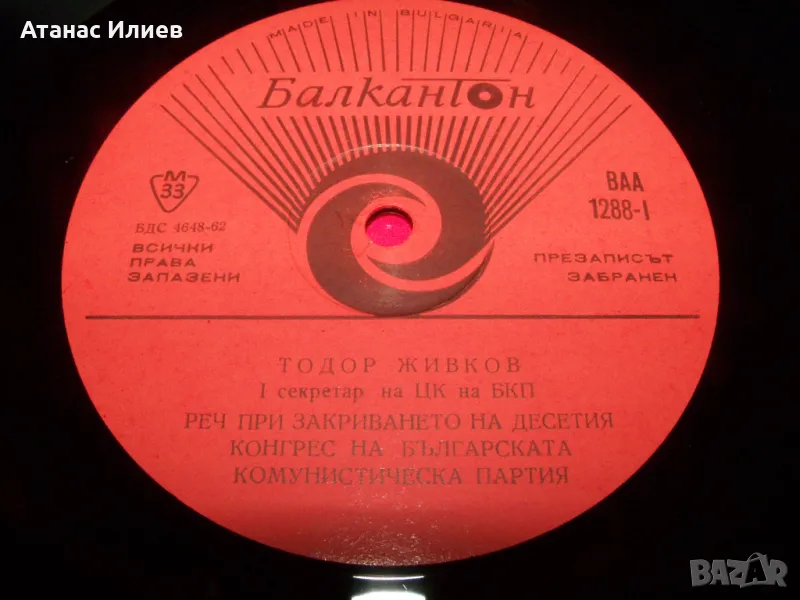 Атанас Илиев
MADE IN BULGARIA
Балкантон
М
33
БДС 4648-62
ВСИЧКИ
ПРАВА
ЗАПАЗЕНИ
ВАА
1288-I
ПРЕЗАПИСЪТ
ЗАБРАНЕН
ТОДОР ЖИВКОВ
I секретар на ЦК на БКП
РЕЧ ПРИ ЗАКРИВАНЕТО НА ДЕСЕТИЯ
КОНГРЕС НА БЪЛГАРСКАТА
КОМУНИСТИЧЕСКА ПАРТИЯ
BAZAR